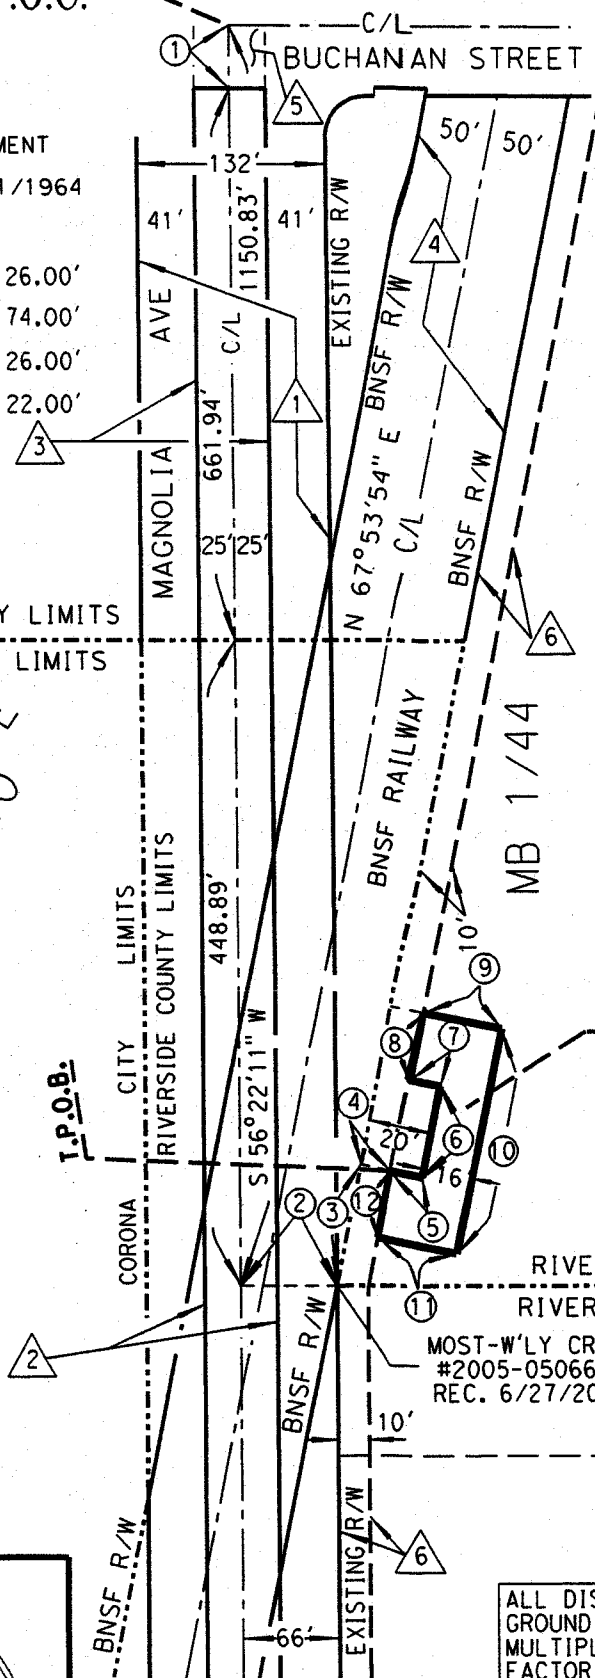 C/L
BUCHANIAN STREET
1
5
MENT
1/1964
132'
50' 50'
41'
1150.83'
41'
EXISTING R/W
4
26.00'
74.00'
26.00'
22.00'
AVE
C/L
BNSF R/W
1
3
661.94'
MAGNOLIA
25' 25'
N 67°53'54" E
C/L
BNSF R/W
BNSF R/W
6
Y LIMITS
LIMITS
BNSF RAILWAY
MB 1/44
448.89'
CITY LIMITS
RIVERSIDE COUNTY LIMITS
10'
9
8
7
T.P.O.B.
S 56°22'11" W
4
20'
6
10
6
2
3
12
5
CORONA
11
RIVE
RIVER
2
BNSF R/W
MOST-W'LY CR
#2005-05066
REC. 6/27/20
10'
BNSF R/W
EXISTING R/W
6
66'
ALL DIS
GROUND
MULTIPL
FACTOR